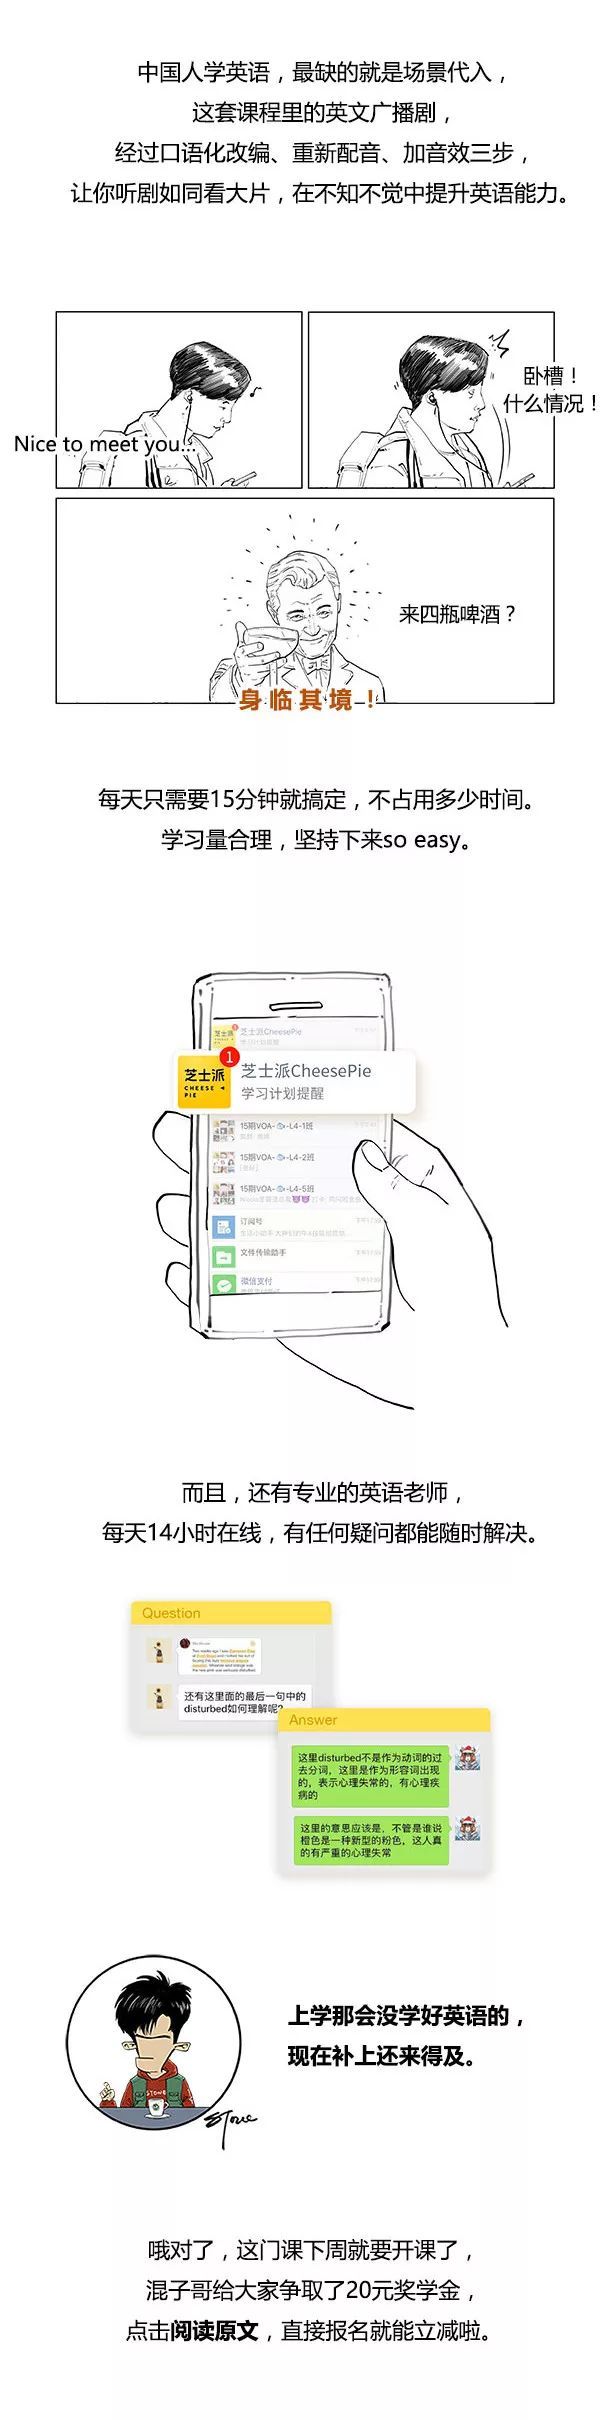 中国人学英语，最缺的就是场景代入，
这套课程里的英文广播剧，
经过口语化改编、重新配音、加音效三步，
让你听剧如同看大片，在不知不觉中提升英语能力。
Nice to meet you...
卧槽！
什么情况！
来四瓶啤酒？
身临其境！
每天只需要15分钟就搞定，不占用多少时间。
学习量合理，坚持下来so easy。
芝士派CheesePie
学习计划提醒
1
芝士派
CHEESE
PIE
芝士派CheesePie
学习计划提醒
15期VOA-🐟-L4-1班
15期VOA-🐟-L4-2班
15期VOA-🐟-L4-5班
订阅号
文件传输助手
微信支付
而且，还有专业的英语老师，
每天14小时在线，有任何疑问都能随时解决。
Question
还有这里面的最后一句中的
disturbed如何理解呢?
Answer
这里disturbed不是作为动词的过
去分词，这里是作为形容词出现
的，表示心理失常的，有心理疾
病的
这里的意思应该是，不管是谁说
橙色是一种新型的粉色，这人真
的有严重的心理失常
STONE
Stone
上学那会没学好英语的，
现在补上还来得及。
哦对了，这门课下周就要开课了，
混子哥给大家争取了20元奖学金，
点击阅读原文，直接报名就能立减啦。